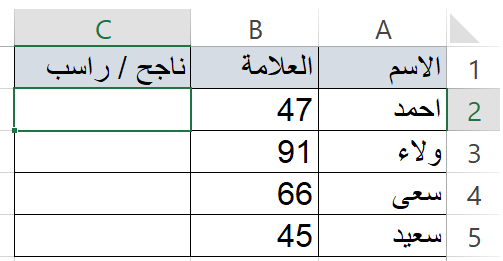 A B C
1 الاسم العلامة ناجح / راسب
2 احمد 47
3 ولاء 91
4 سعى 66
5 سعيد 45